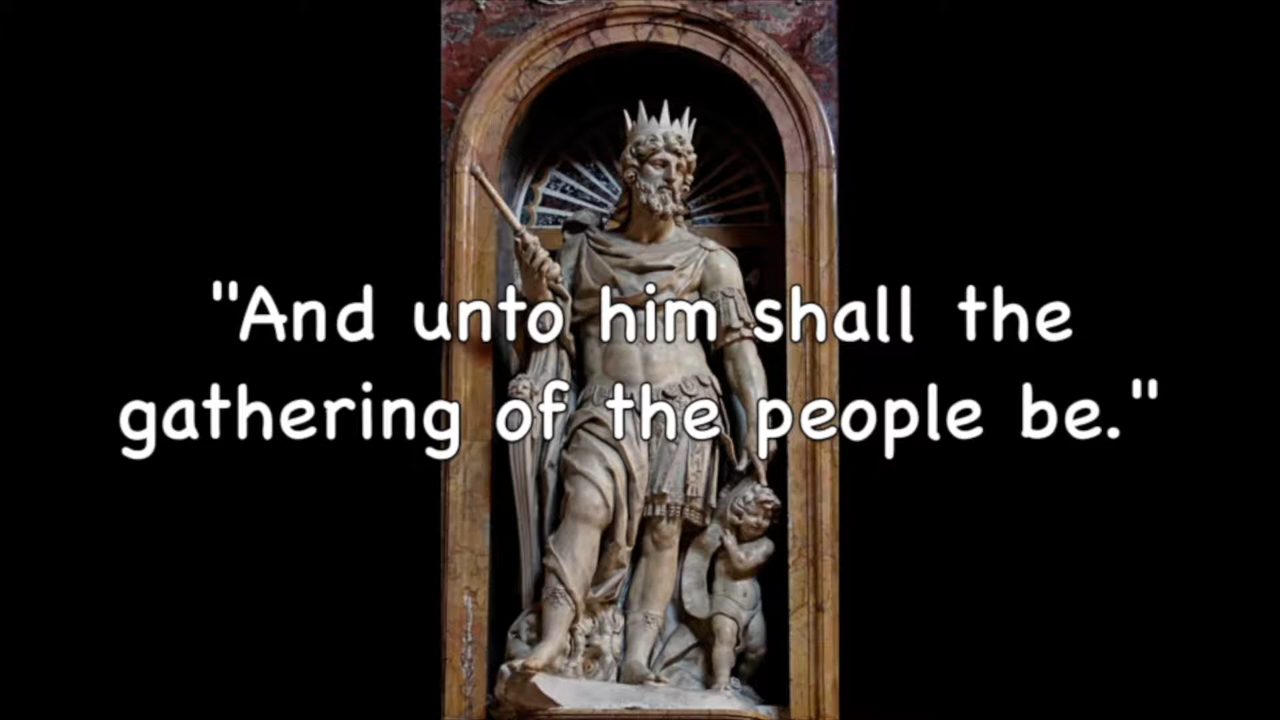 "And unto him shall the
gathering of the people be."